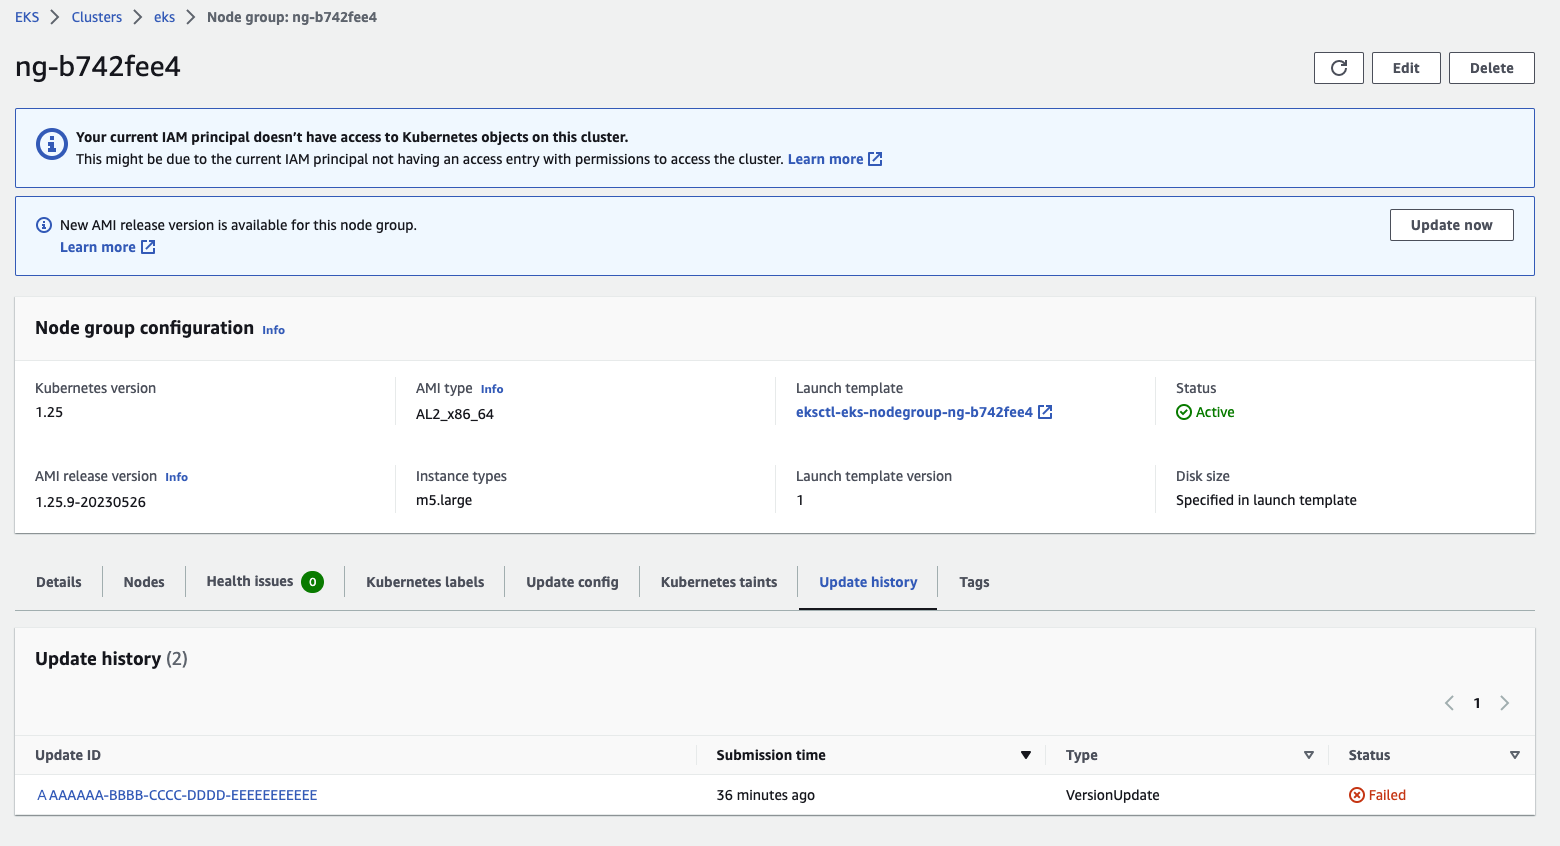 EKS Clusters eks Node group: ng-b742fee4
ng-b742fee4
Edit Delete
Your current IAM principal doesn’t have access to Kubernetes objects on this cluster.
This might be due to the current IAM principal not having an access entry with permissions to access the cluster. Learn more
New AMI release version is available for this node group.
Update now
Learn more
Node group configuration Info
Kubernetes version AMI type Info Launch template Status
1.25 AL2_x86_64 eksctl-eks-nodegroup-ng-b742fee4 Active
AMI release version Info Instance types Launch template version Disk size
1.25.9-20230526 m5.large 1 Specified in launch template
Details Nodes Health issues 0 Kubernetes labels Update config Kubernetes taints Update history Tags
Update history (2)
1
Update ID Submission time Type Status
A AAAAAA-BBBB-CCCC-DDDD-EEEEEEEEEEE 36 minutes ago VersionUpdate Failed